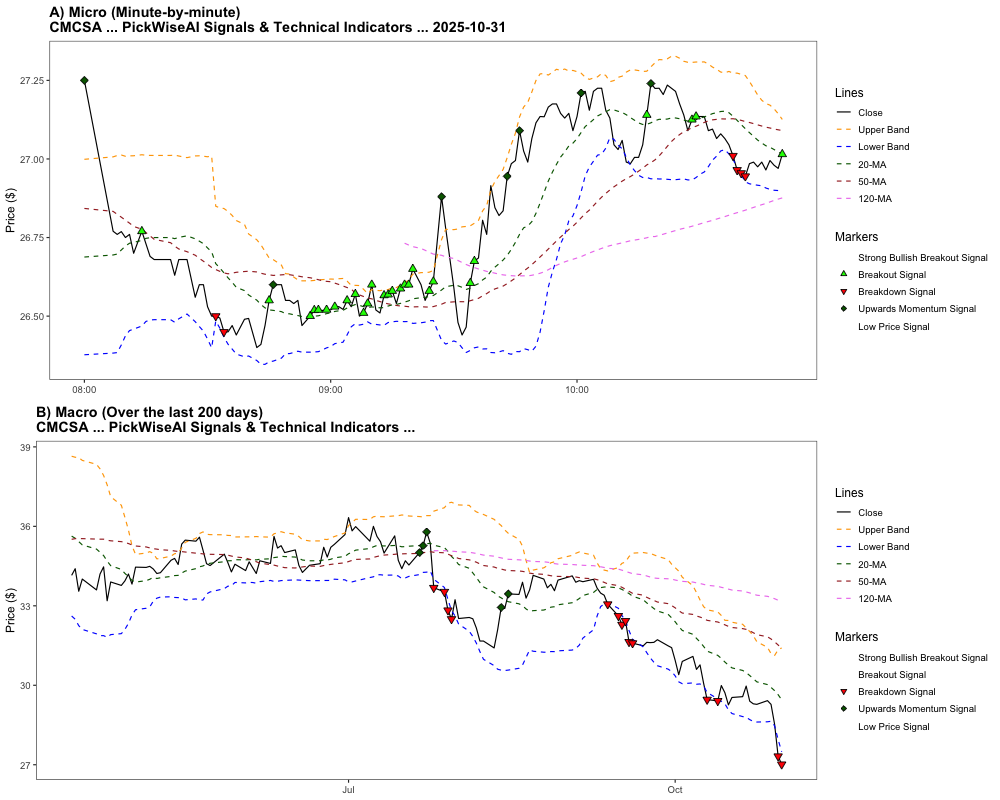 A) Micro (Minute-by-minute)
CMCSA ... PickWiseAI Signals & Technical Indicators ... 2025-10-31
Price ($)
27.25
27.00
26.75
26.50
08:00
09:00
10:00
Lines
Close
Upper Band
Lower Band
20-MA
50-MA
120-MA
Markers
Strong Bullish Breakout Signal
Breakout Signal
Breakdown Signal
Upwards Momentum Signal
Low Price Signal
B) Macro (Over the last 200 days)
CMCSA ... PickWiseAI Signals & Technical Indicators ...
Price ($)
39
36
33
30
27
Jul
Oct
Lines
Close
Upper Band
Lower Band
20-MA
50-MA
120-MA
Markers
Strong Bullish Breakout Signal
Breakout Signal
Breakdown Signal
Upwards Momentum Signal
Low Price Signal